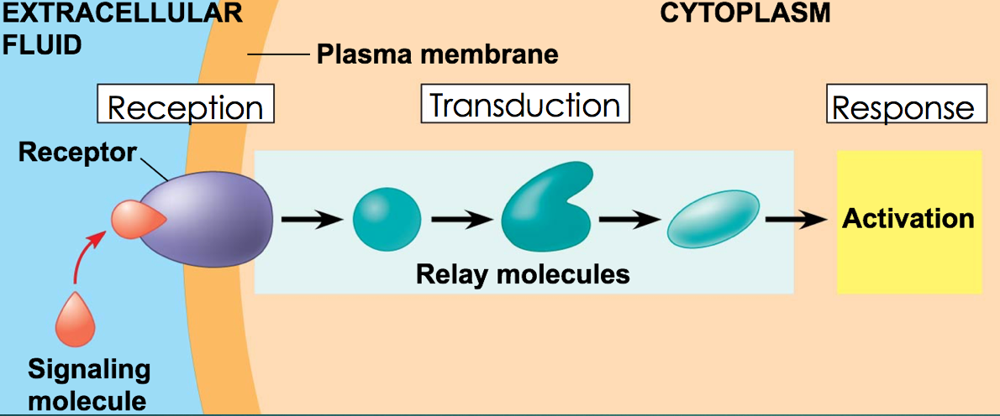 EXTRACELLULAR
FLUID
CYTOPLASM
Plasma membrane
Reception
Transduction
Response
Receptor
Activation
Relay molecules
Signaling
molecule